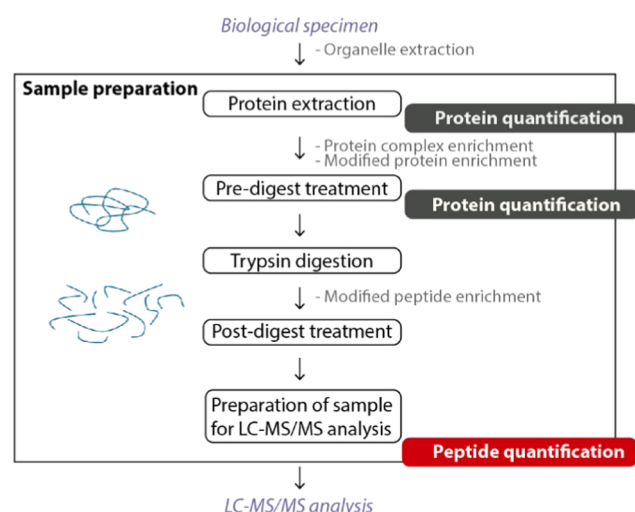 Biological specimen
- Organelle extraction
Sample preparation
Protein extraction
Protein quantification
- Protein complex enrichment
- Modified protein enrichment
Pre-digest treatment
Protein quantification
Trypsin digestion
- Modified peptide enrichment
Post-digest treatment
Preparation of sample
for LC-MS/MS analysis
Peptide quantification
LC-MS/MS analysis